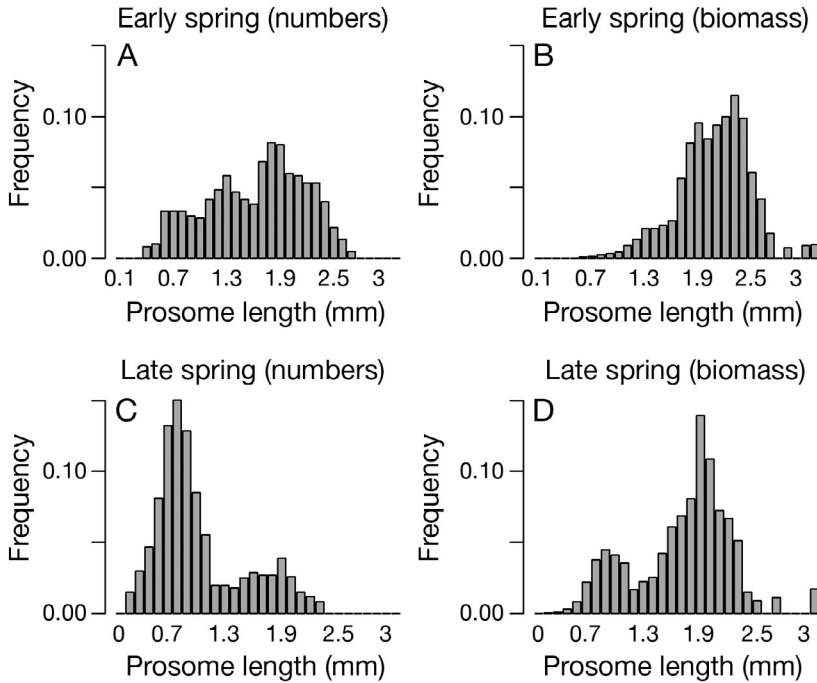 Early spring (numbers)
A
Frequency
0.10
0.00
0.1 0.7 1.3 1.9 2.5 3
Prosome length (mm)
Early spring (biomass)
B
Frequency
0.10
0.00
0.1 0.7 1.3 1.9 2.4 3
Prosome length (mm)
Late spring (numbers)
C
Frequency
0.10
0.00
0 0.7 1.3 1.9 2.5 3
Prosome length (mm)
Late spring (biomass)
D
Frequency
0.10
0.00
0 0.7 1.3 1.9 2.4 3
Prosome length (mm)